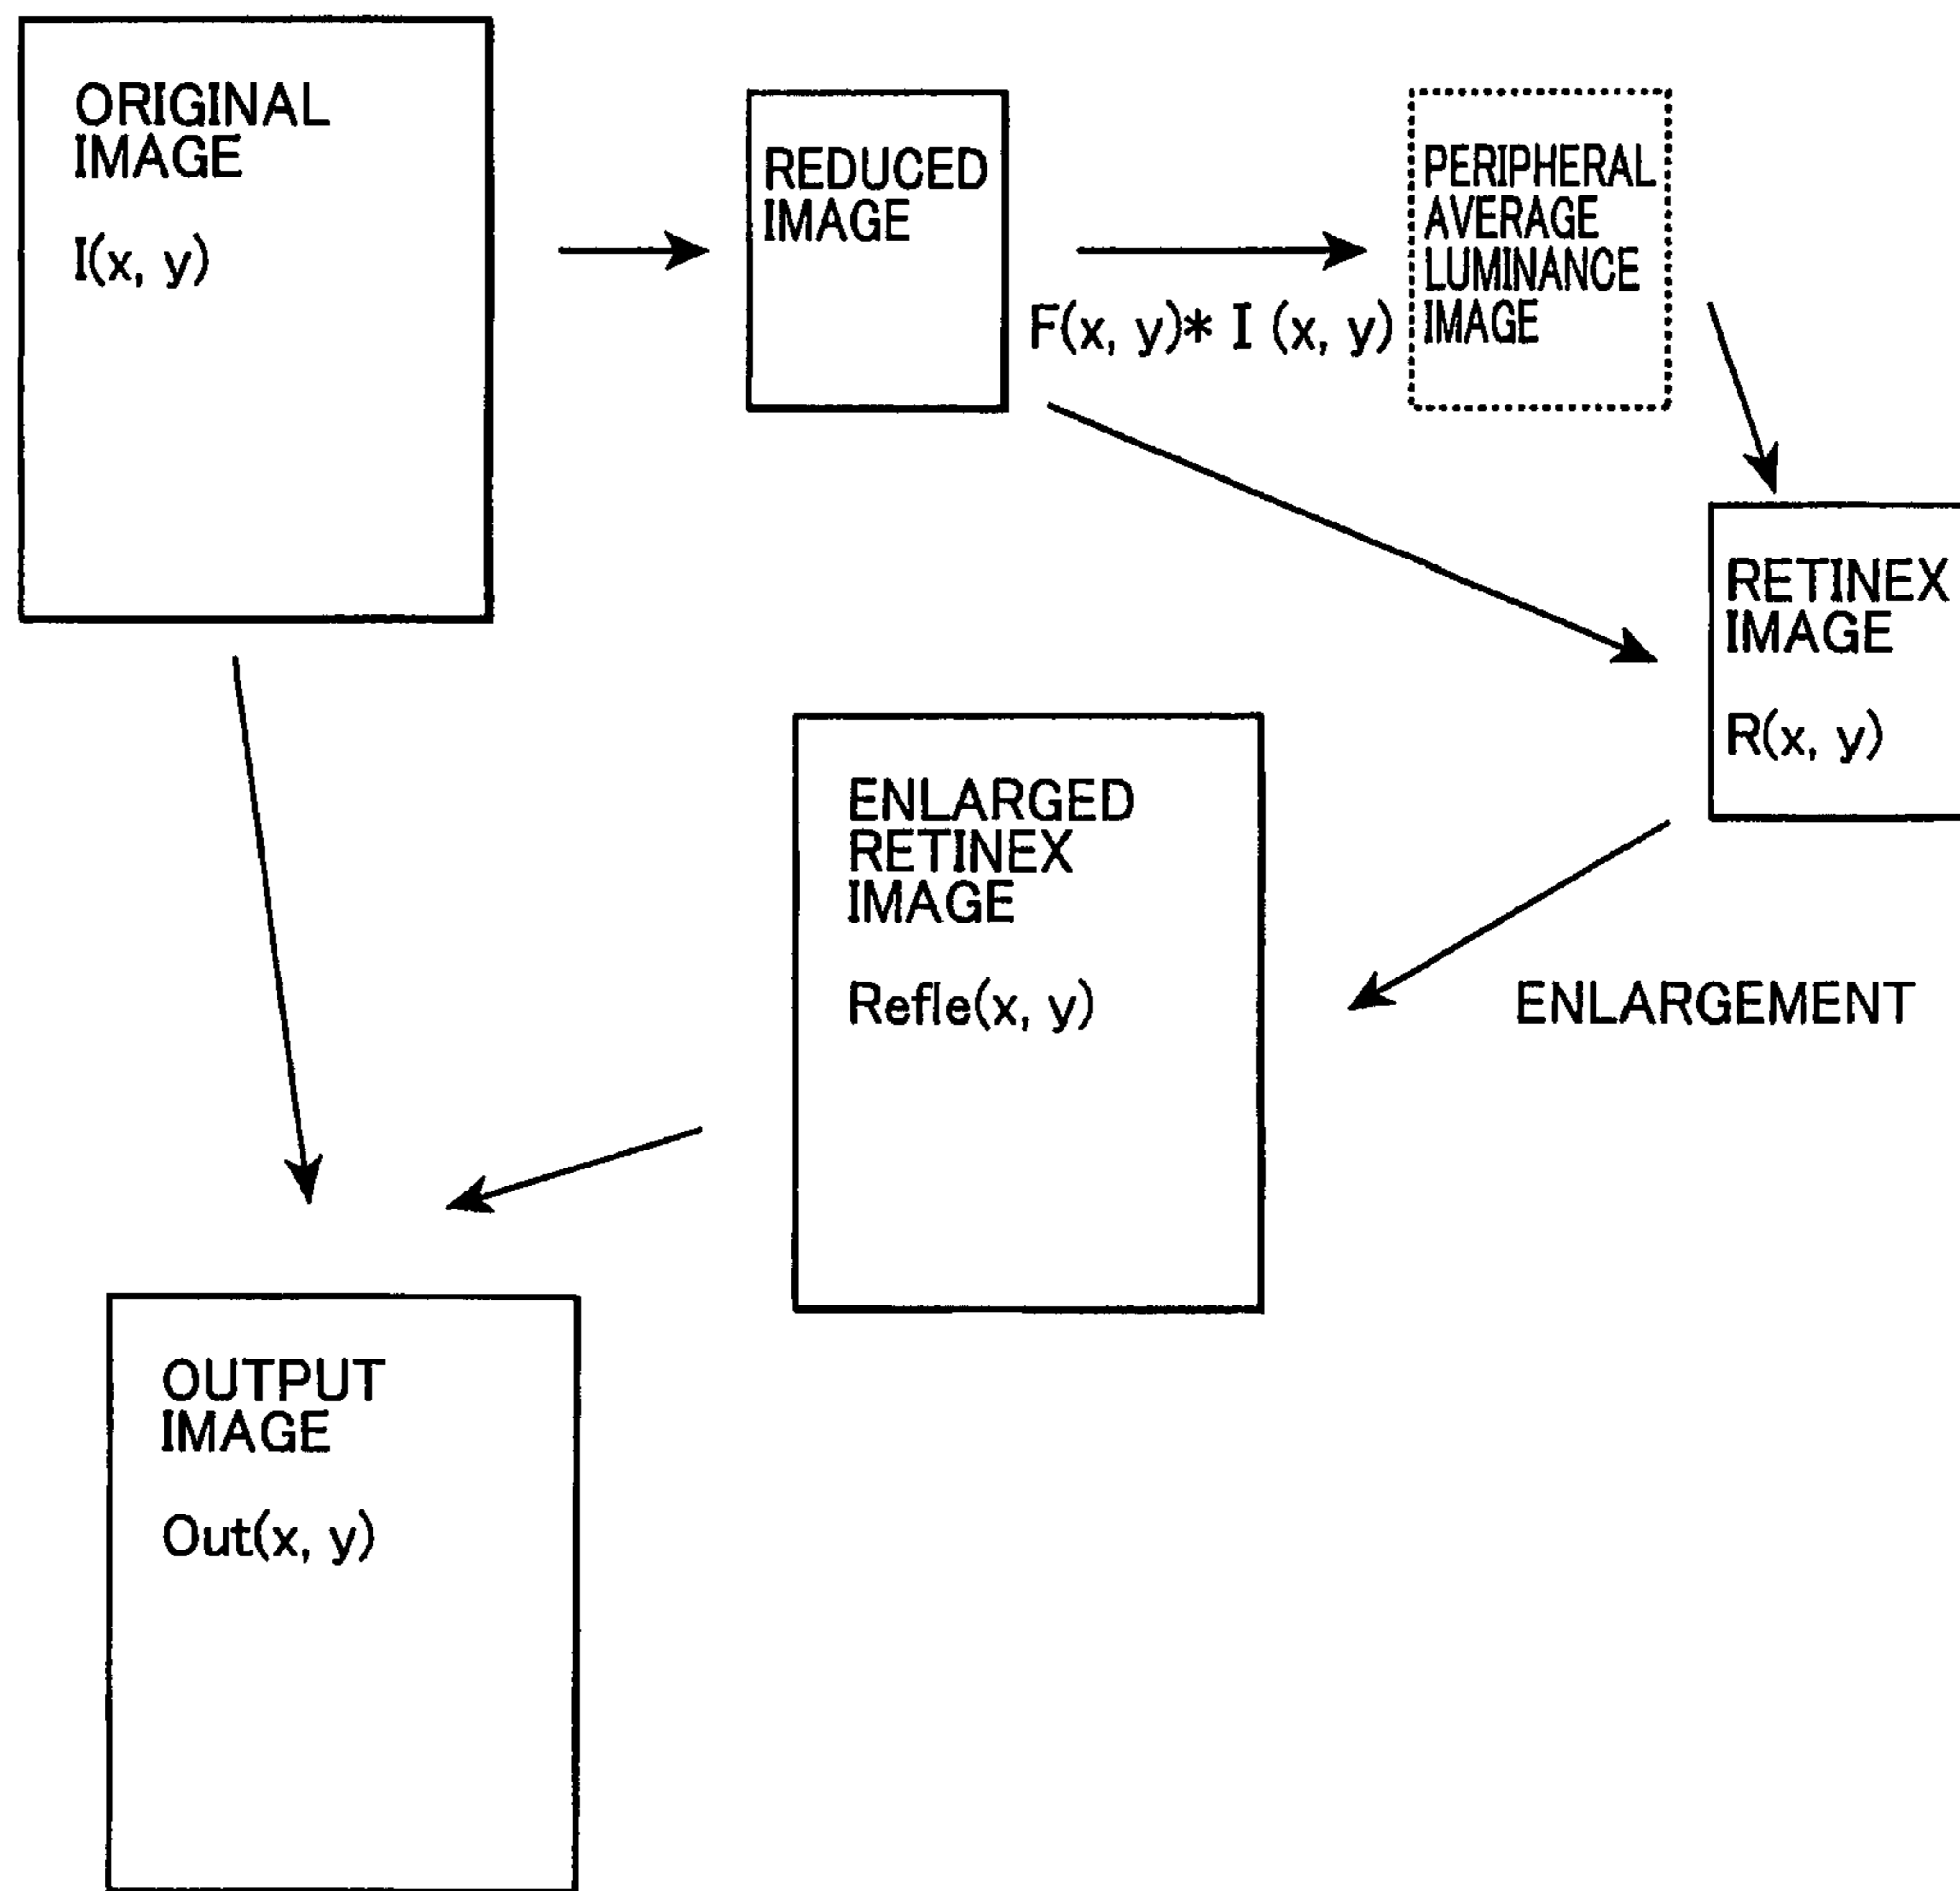 ORIGINAL
IMAGE
I(x, y)
REDUCED
IMAGE
F(x, y)* I (x, y)
PERIPHERAL
AVERAGE
LUMINANCE
IMAGE
RETINEX
IMAGE
R(x, y)
ENLARGED
RETINEX
IMAGE
Refle(x, y)
ENLARGEMENT
OUTPUT
IMAGE
Out(x, y)